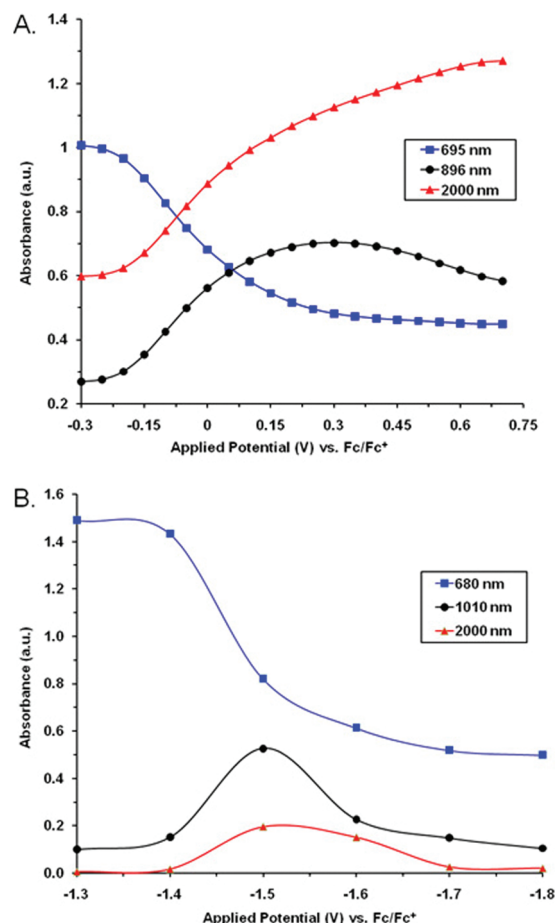 A.
1.4
1.2
1
0.8
0.6
0.4
0.2
Absorbance (a.u.)
695 nm
896 nm
2000 nm
-0.3 -0.15 0 0.15 0.3 0.45 0.6 0.75
Applied Potential (V) vs. Fc/Fc⁺
B.
1.6
1.4
1.2
1.0
0.8
0.6
0.4
0.2
0.0
Absorbance (a.u.)
680 nm
1010 nm
2000 nm
-1.3 -1.4 -1.5 -1.6 -1.7 -1.8
Applied Potential (V) vs. Fc/Fc⁺